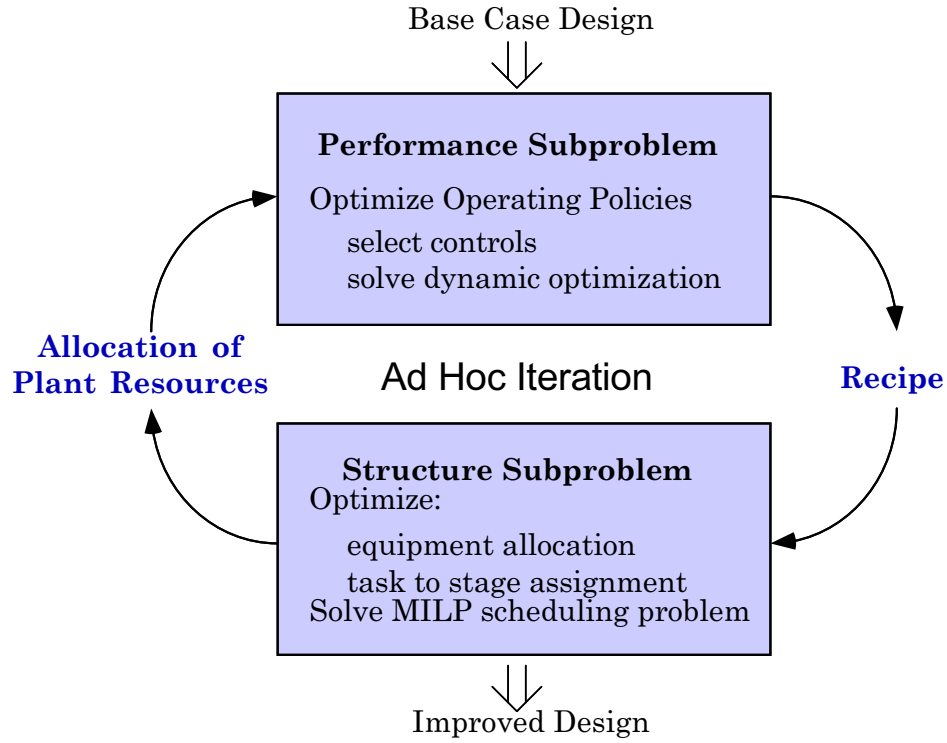 Base Case Design
Performance Subproblem
Optimize Operating Policies
select controls
solve dynamic optimization
Allocation of
Plant Resources
Ad Hoc Iteration
Recipe
Structure Subproblem
Optimize:
equipment allocation
task to stage assignment
Solve MILP scheduling problem
Improved Design